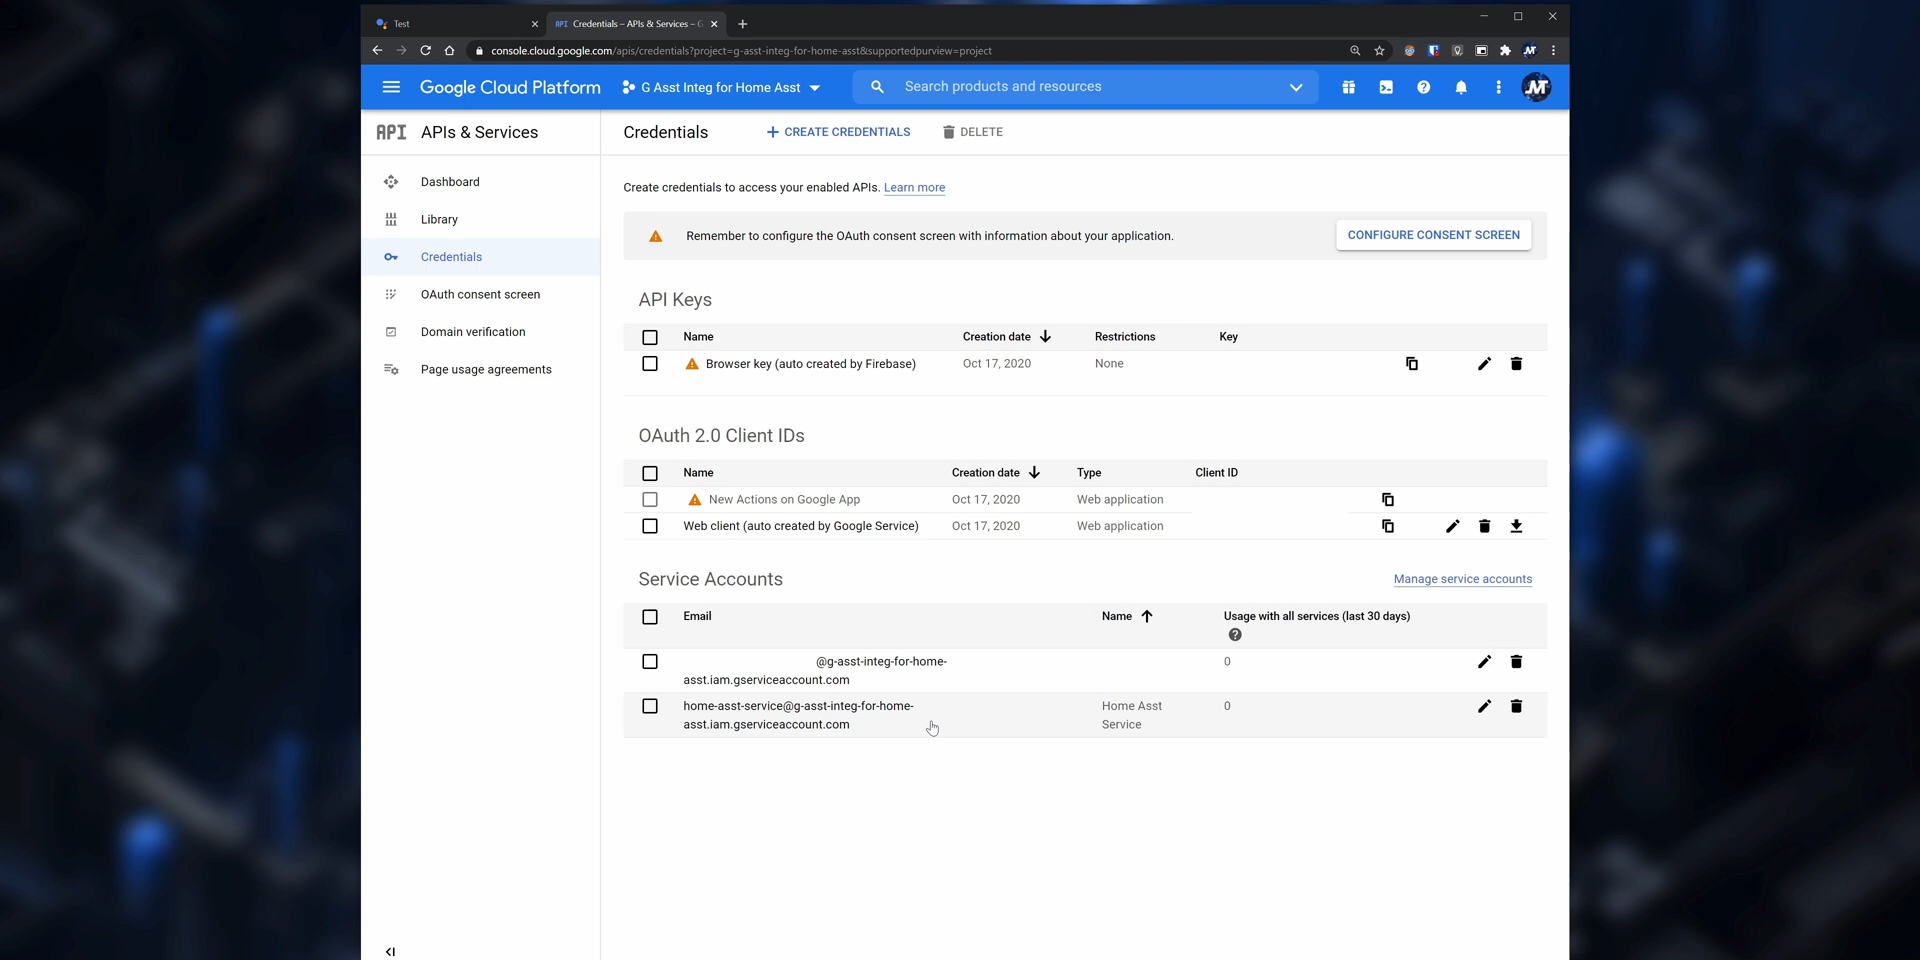 Test
API Credentials – APIs & Services – G
console.cloud.google.com/apis/credentials?project=g-asst-integ-for-home-asst&supportedpurview=project
Google Cloud Platform
G Asst Integ for Home Asst
Search products and resources
API APIs & Services
Credentials
CREATE CREDENTIALS
DELETE
Dashboard
Library
Credentials
OAuth consent screen
Domain verification
Page usage agreements
Create credentials to access your enabled APIs. Learn more
Remember to configure the OAuth consent screen with information about your application.
CONFIGURE CONSENT SCREEN
API Keys
Name Creation date Restrictions Key
Browser key (auto created by Firebase) Oct 17, 2020 None
OAuth 2.0 Client IDs
Name Creation date Type Client ID
New Actions on Google App Oct 17, 2020 Web application
Web client (auto created by Google Service) Oct 17, 2020 Web application
Service Accounts
Manage service accounts
Email Name Usage with all services (last 30 days)
@g-asst-integ-for-home- 0
asst.iam.gserviceaccount.com
home-asst-service@g-asst-integ-for-home- Home Asst 0
asst.iam.gserviceaccount.com Service